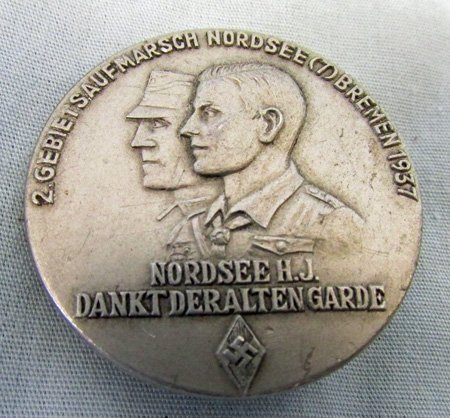 2. GEBIETSAUFMARSCH NORDSEE (7) BREMEN 1937
NORDSEE H.J.
DANKT DER ALTEN GARDE